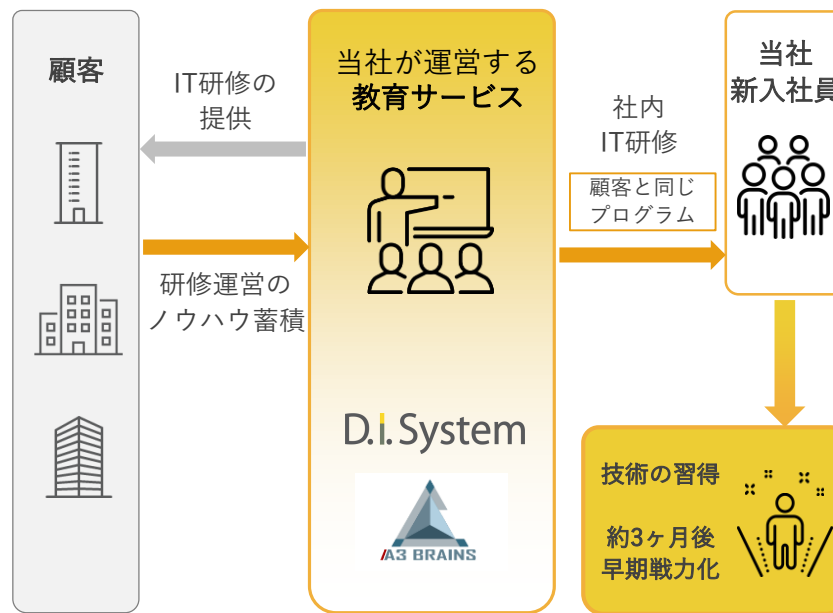 顧客
IT研修の
提供
研修運営の
ノウハウ蓄積
当社が運営する
教育サービス
D.i.System
A3 BRAINS
社内
IT研修
顧客と同じ
プログラム
当社
新入社員
技術の習得
約3ヶ月後
早期戦力化